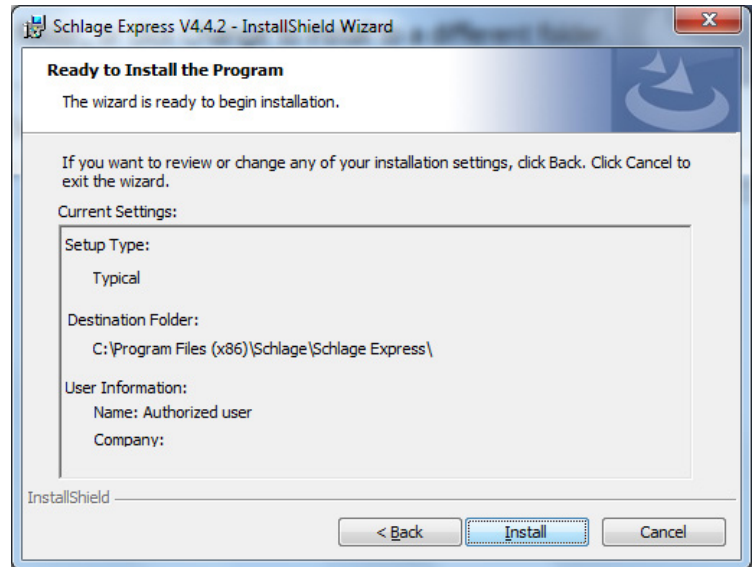 Schlage Express V4.4.2 - InstallShield Wizard
Ready to Install the Program
The wizard is ready to begin installation.
If you want to review or change any of your installation settings, click Back. Click Cancel to
exit the wizard.
Current Settings:
Setup Type:
Typical
Destination Folder:
C:\Program Files (x86)\Schlage\Schlage Express\
User Information:
Name: Authorized user
Company:
InstallShield
< Back
Install
Cancel